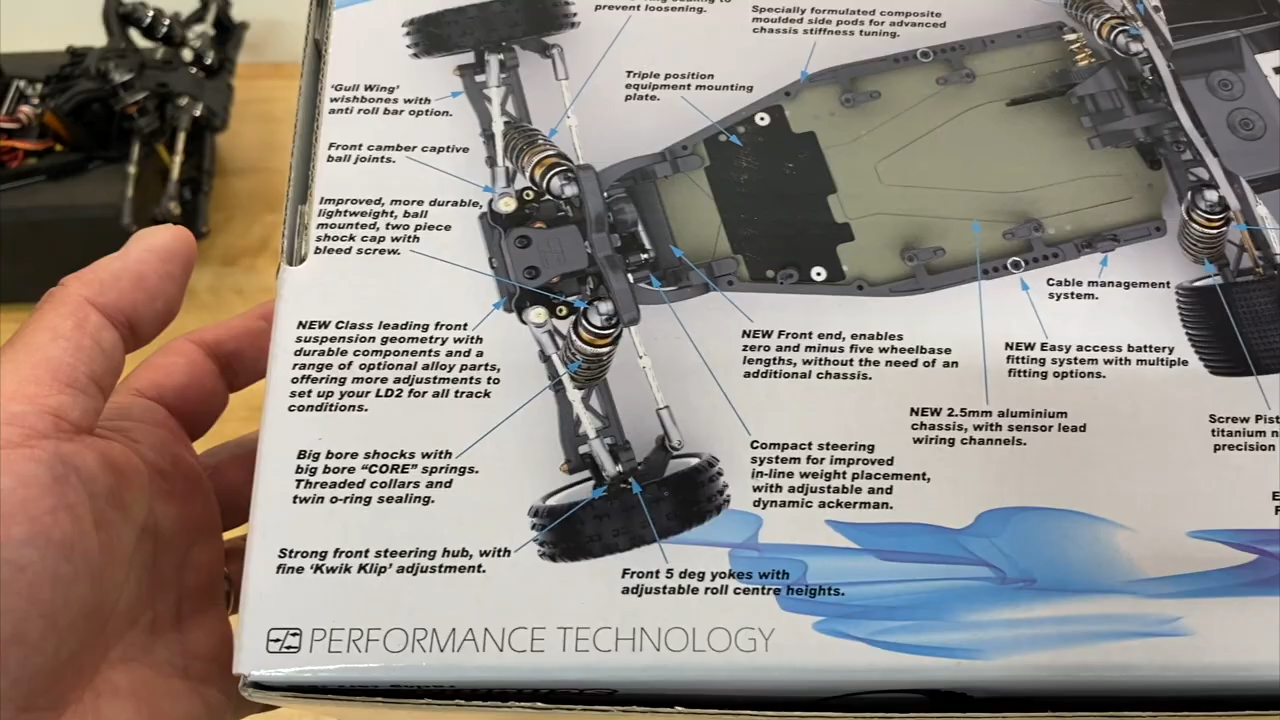 prevent loosening.
Specially formulated composite
moulded side pods for advanced
chassis stiffness tuning.
'Gull Wing'
wishbones with
anti roll bar option.
Triple position
equipment mounting
plate.
Front camber captive
ball joints.
Improved, more durable,
lightweight, ball
mounted, two piece
shock cap with
bleed screw.
Cable management
system.
NEW Class leading front
suspension geometry with
durable components and a
range of optional alloy parts,
offering more adjustments to
set up your LD2 for all track
conditions.
NEW Front end, enables
zero and minus five wheelbase
lengths, without the need of an
additional chassis.
NEW Easy access battery
fitting system with multiple
fitting options.
NEW 2.5mm aluminium
chassis, with sensor lead
wiring channels.
Screw Pist
titanium n
precision
Big bore shocks with
big bore "CORE" springs.
Threaded collars and
twin o-ring sealing.
Compact steering
system for improved
in-line weight placement,
with adjustable and
dynamic ackerman.
Strong front steering hub, with
fine 'Kwik Klip' adjustment.
Front 5 deg yokes with
adjustable roll centre heights.
PERFORMANCE TECHNOLOGY